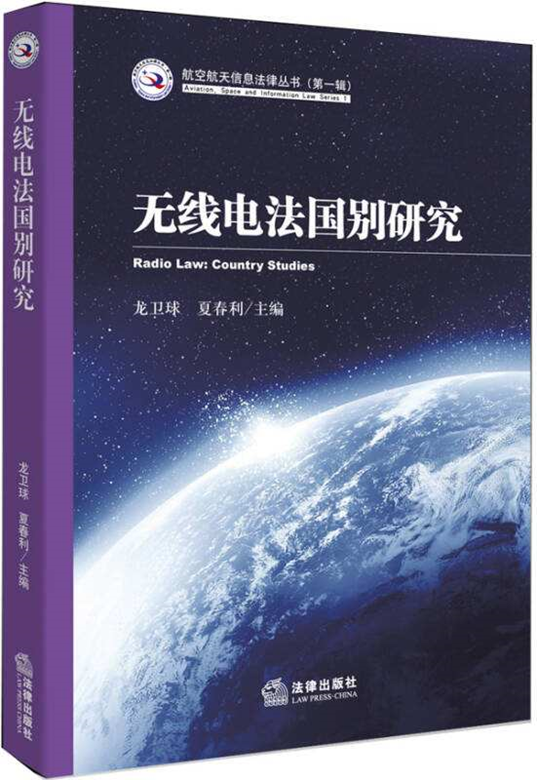 航空航天信息法律丛书（第一辑）
Aviation, Space and Information Law Series 1
无线电法国别研究
Radio Law: Country Studies
龙卫球 夏春利/主编
法律出版社
LAW PRESS·CHINA
无线电法国别研究
龙卫球 夏春利/主编
法律出版社